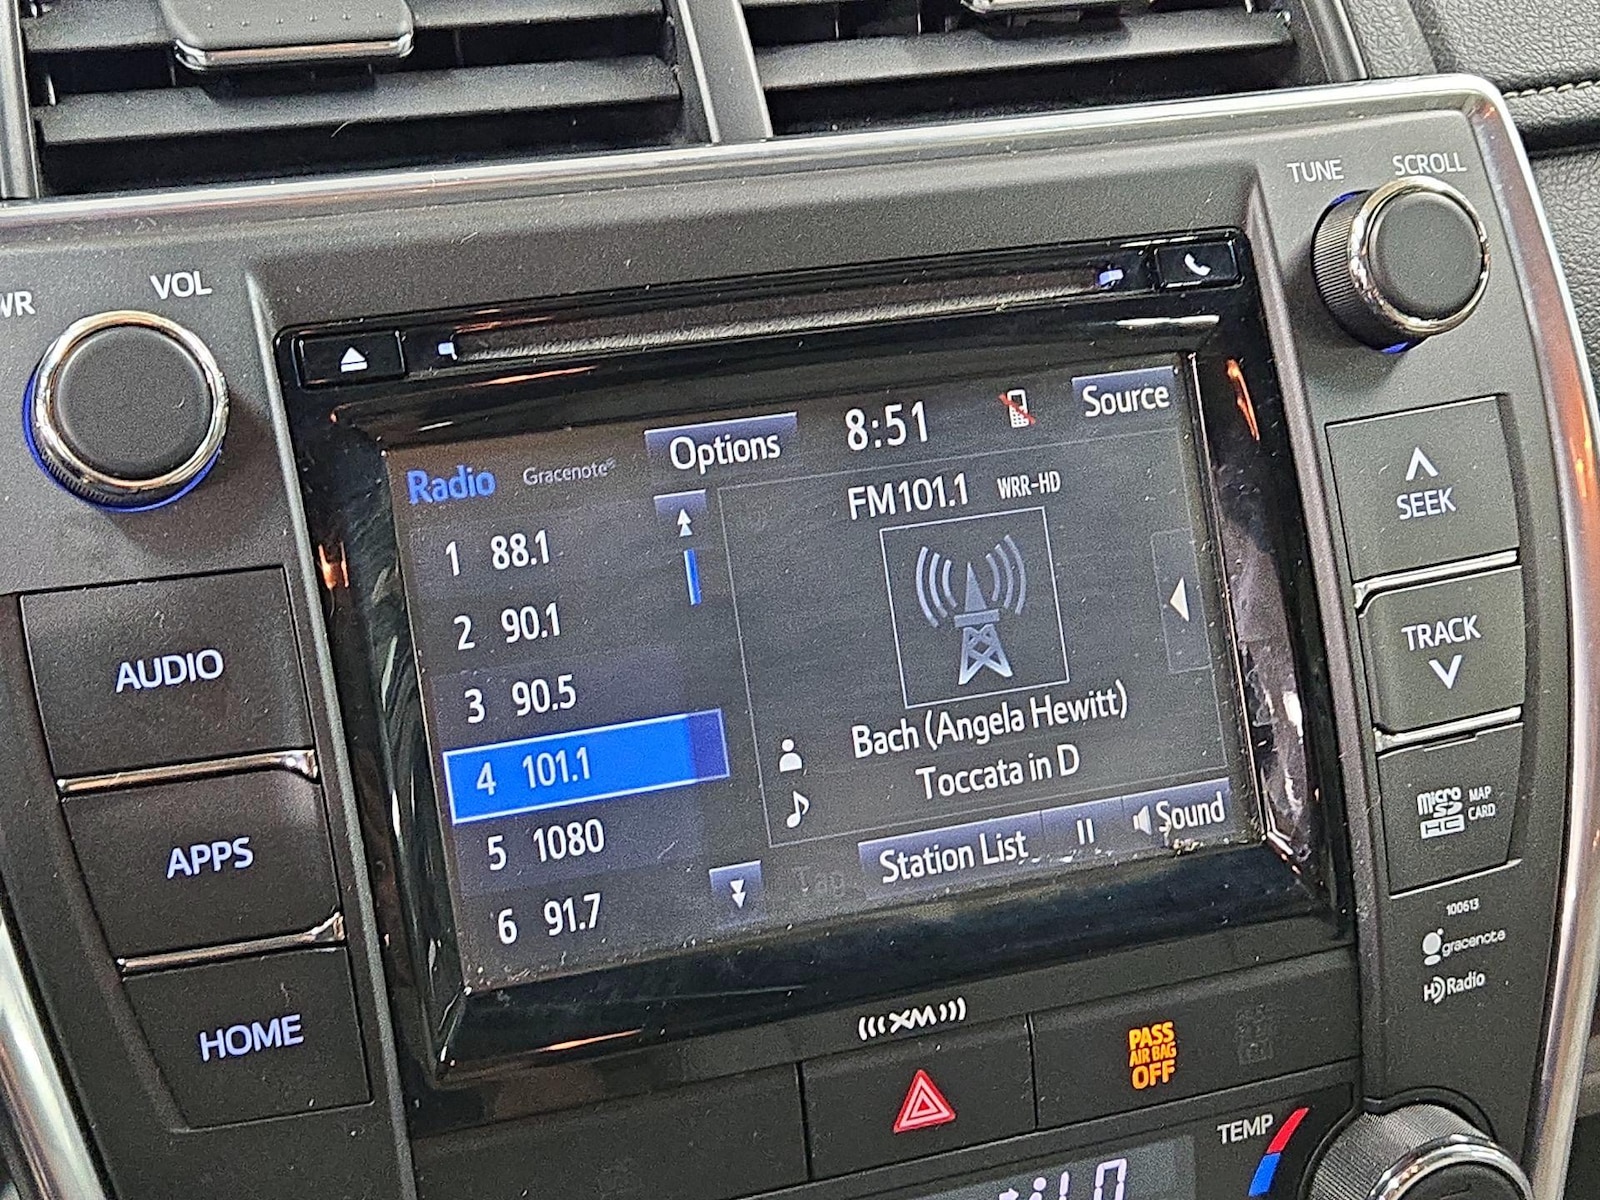 VOL
TUNE SCROLL
Radio
Gracenote
Options
8:51
Source
1 88.1
2 90.1
3 90.5
4 101.1
5 1080
6 91.7
FM101.1 WRR-HD
Bach (Angela Hewitt)
Toccata in D
Tag
Station List
Sound
AUDIO
APPS
HOME
SEEK
TRACK
micro SD HC
MAP
CARD
100613
gracenote
HD Radio
XM
PASS
AIR BAG
OFF
TEMP